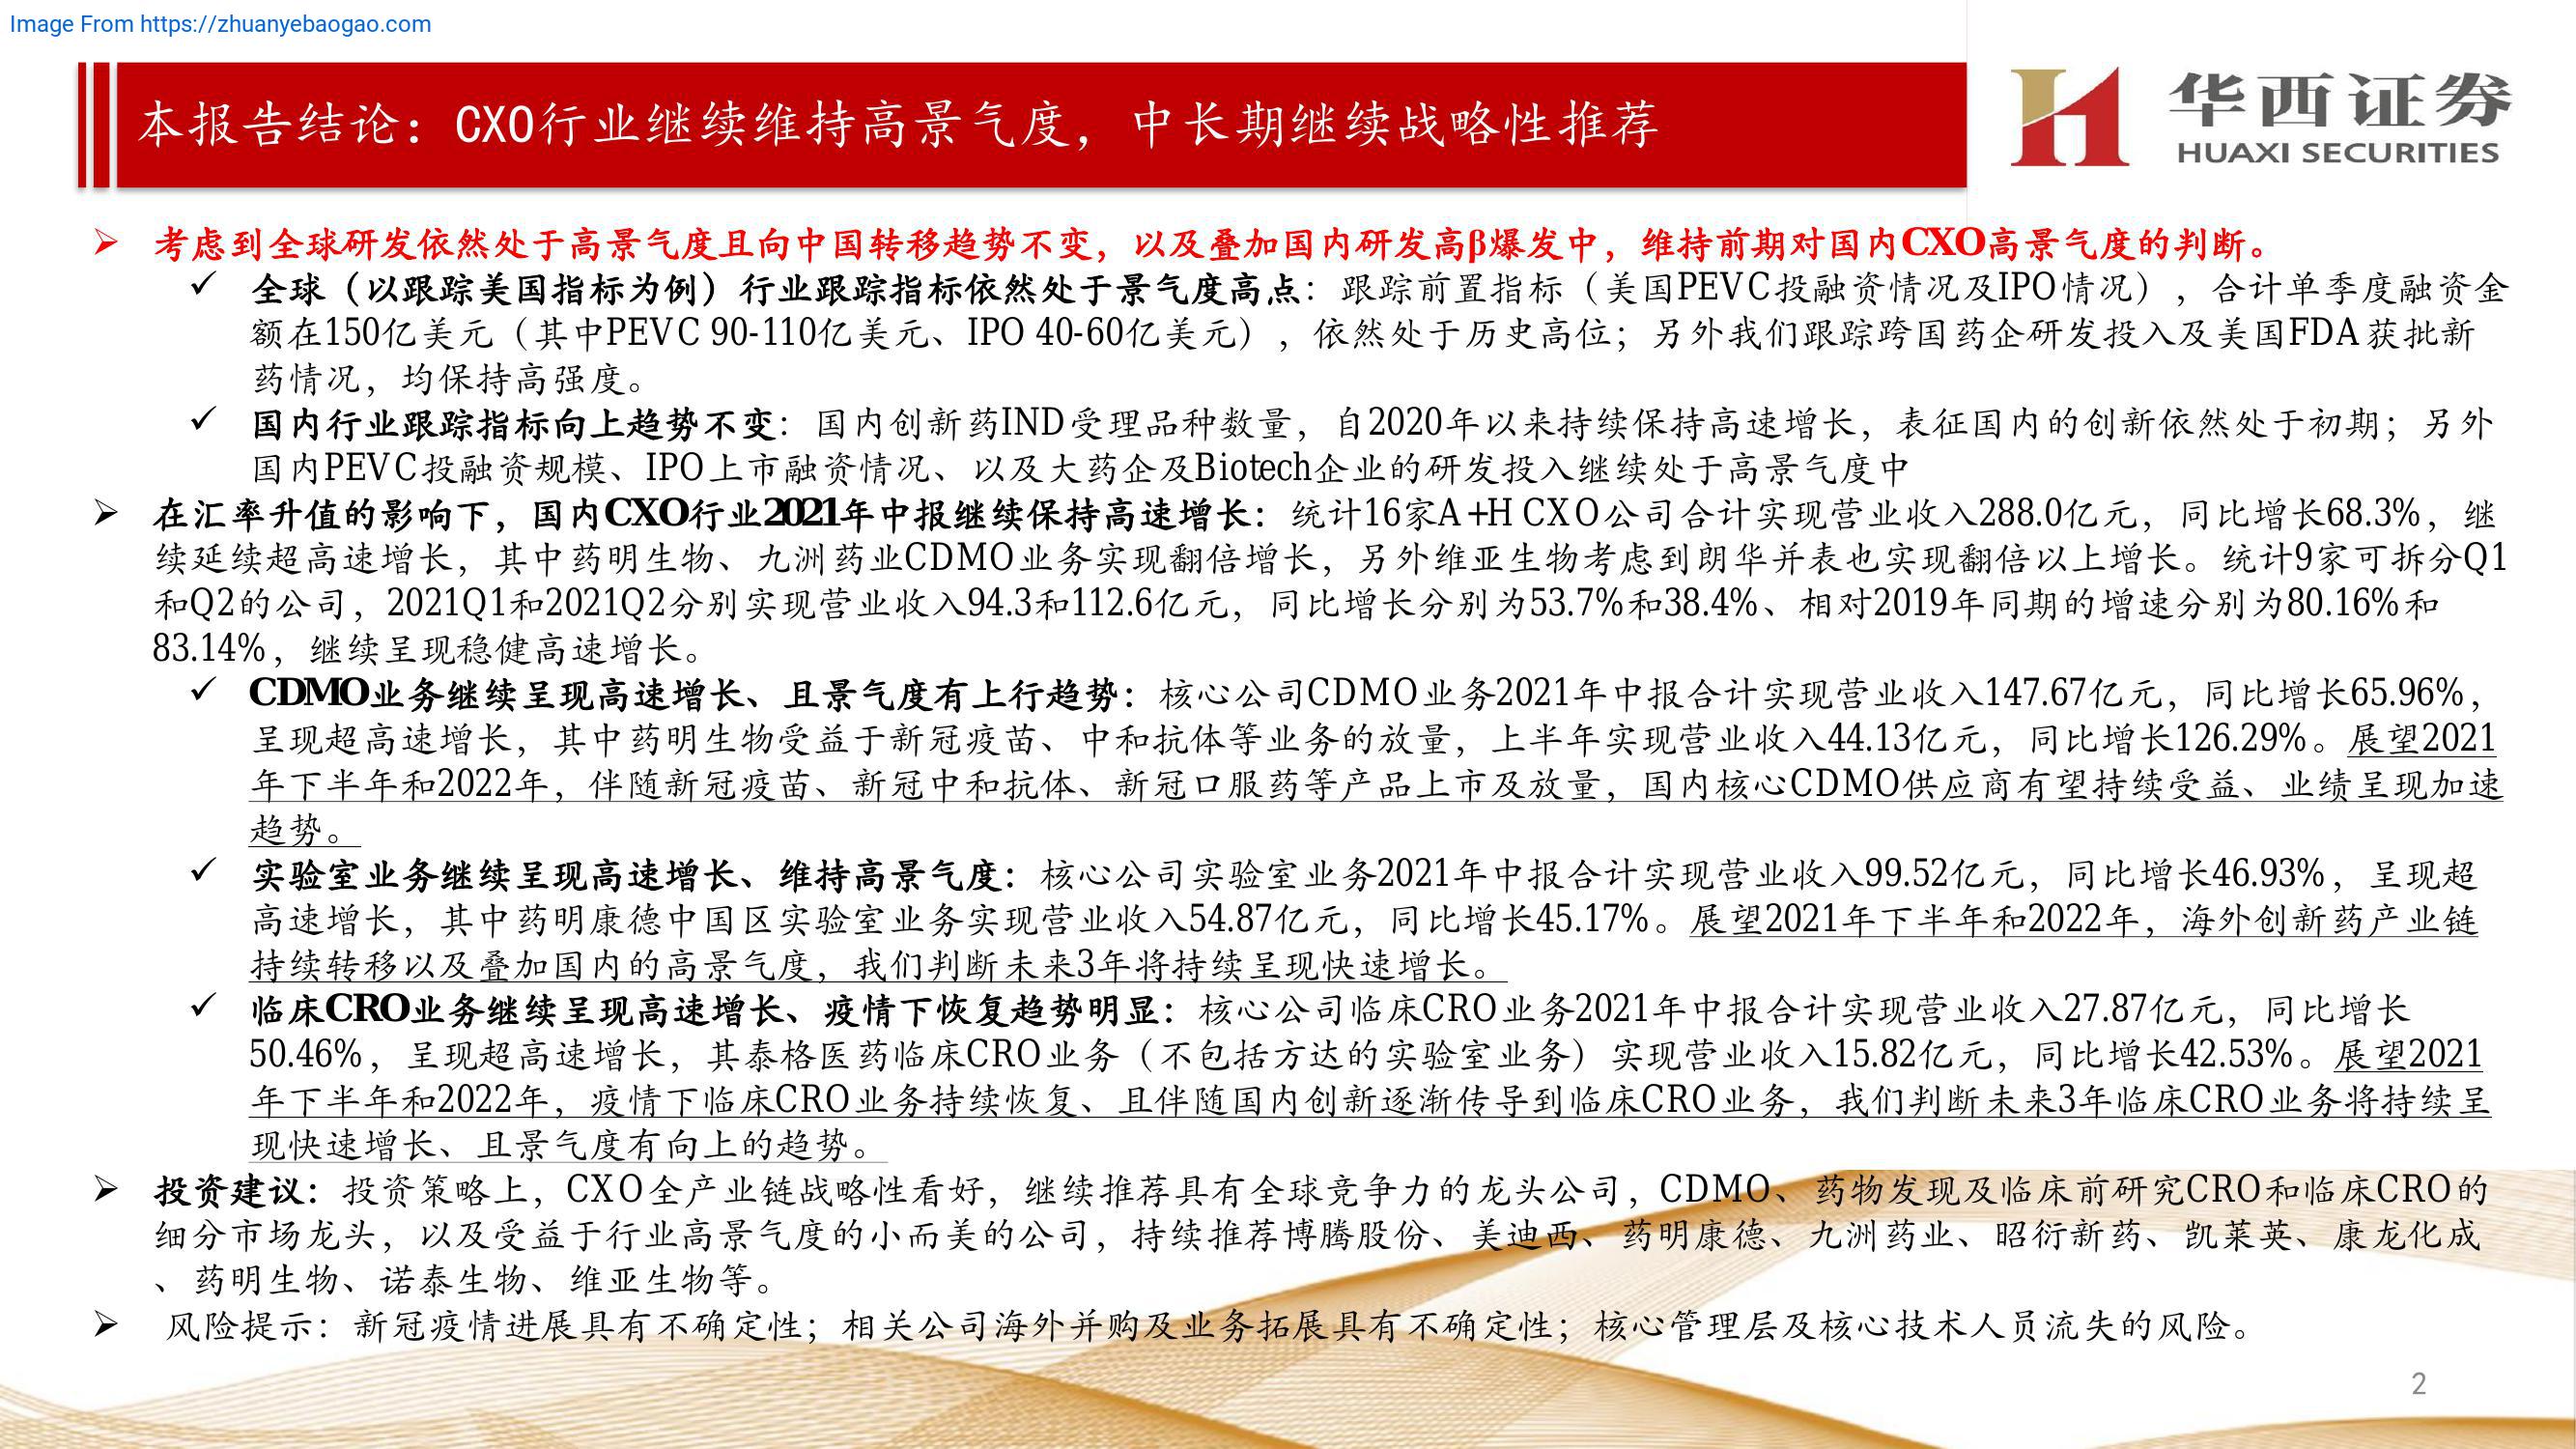 Image From https://zhuanyebaogao.com
本报告结论：CXO行业继续维持高景气度，中长期继续战略性推荐
华西证券
HUAXI SECURITIES
➢ 考虑到全球研发依然处于高景气度且向中国转移趋势不变，以及叠加国内研发高β爆发中，维持前期对国内CXO高景气度的判断。
✓ 全球（以跟踪美国指标为例）行业跟踪指标依然处于景气度高点：跟踪前置指标（美国PEVC投融资情况及IPO情况），合计单季度融资金
额在150亿美元（其中PEVC 90-110亿美元、IPO 40-60亿美元），依然处于历史高位；另外我们跟踪跨国药企研发投入及美国FDA获批新
药情况，均保持高强度。
✓ 国内行业跟踪指标向上趋势不变：国内创新药IND受理品种数量，自2020年以来持续保持高速增长，表征国内的创新依然处于初期；另外
国内PEVC投融资规模、IPO上市融资情况、以及大药企及Biotech企业的研发投入继续处于高景气度中
➢ 在汇率升值的影响下，国内CXO行业2021年中报继续保持高速增长：统计16家A+H CXO公司合计实现营业收入288.0亿元，同比增长68.3%，继
续延续超高速增长，其中药明生物、九洲药业CDMO业务实现翻倍增长，另外维亚生物考虑到朗华并表也实现翻倍以上增长。统计9家可拆分Q1
和Q2的公司，2021Q1和2021Q2分别实现营业收入94.3和112.6亿元，同比增长分别为53.7%和38.4%、相对2019年同期的增速分别为80.16%和
83.14%，继续呈现稳健高速增长。
✓ CDMO业务继续呈现高速增长、且景气度有上行趋势：核心公司CDMO业务2021年中报合计实现营业收入147.67亿元，同比增长65.96%，
呈现超高速增长，其中药明生物受益于新冠疫苗、中和抗体等业务的放量，上半年实现营业收入44.13亿元，同比增长126.29%。展望2021
年下半年和2022年，伴随新冠疫苗、新冠中和抗体、新冠口服药等产品上市及放量，国内核心CDMO供应商有望持续受益、业绩呈现加速
趋势。
✓ 实验室业务继续呈现高速增长、维持高景气度：核心公司实验室业务2021年中报合计实现营业收入99.52亿元，同比增长46.93%，呈现超
高速增长，其中药明康德中国区实验室业务实现营业收入54.87亿元，同比增长45.17%。展望2021年下半年和2022年，海外创新药产业链
持续转移以及叠加国内的高景气度，我们判断未来3年将持续呈现快速增长。
✓ 临床CRO业务继续呈现高速增长、疫情下恢复趋势明显：核心公司临床CRO业务2021年中报合计实现营业收入27.87亿元，同比增长
50.46%，呈现超高速增长，其泰格医药临床CRO业务（不包括方达的实验室业务）实现营业收入15.82亿元，同比增长42.53%。展望2021
年下半年和2022年，疫情下临床CRO业务持续恢复、且伴随国内创新逐渐传导到临床CRO业务，我们判断未来3年临床CRO业务将持续呈
现快速增长、且景气度有向上的趋势。
➢ 投资建议：投资策略上，CXO全产业链战略性看好，继续推荐具有全球竞争力的龙头公司，CDMO、药物发现及临床前研究CRO和临床CRO的
细分市场龙头，以及受益于行业高景气度的小而美的公司，持续推荐博腾股份、美迪西、药明康德、九洲药业、昭衍新药、凯莱英、康龙化成
、药明生物、诺泰生物、维亚生物等。
➢ 风险提示：新冠疫情进展具有不确定性；相关公司海外并购及业务拓展具有不确定性；核心管理层及核心技术人员流失的风险。
2